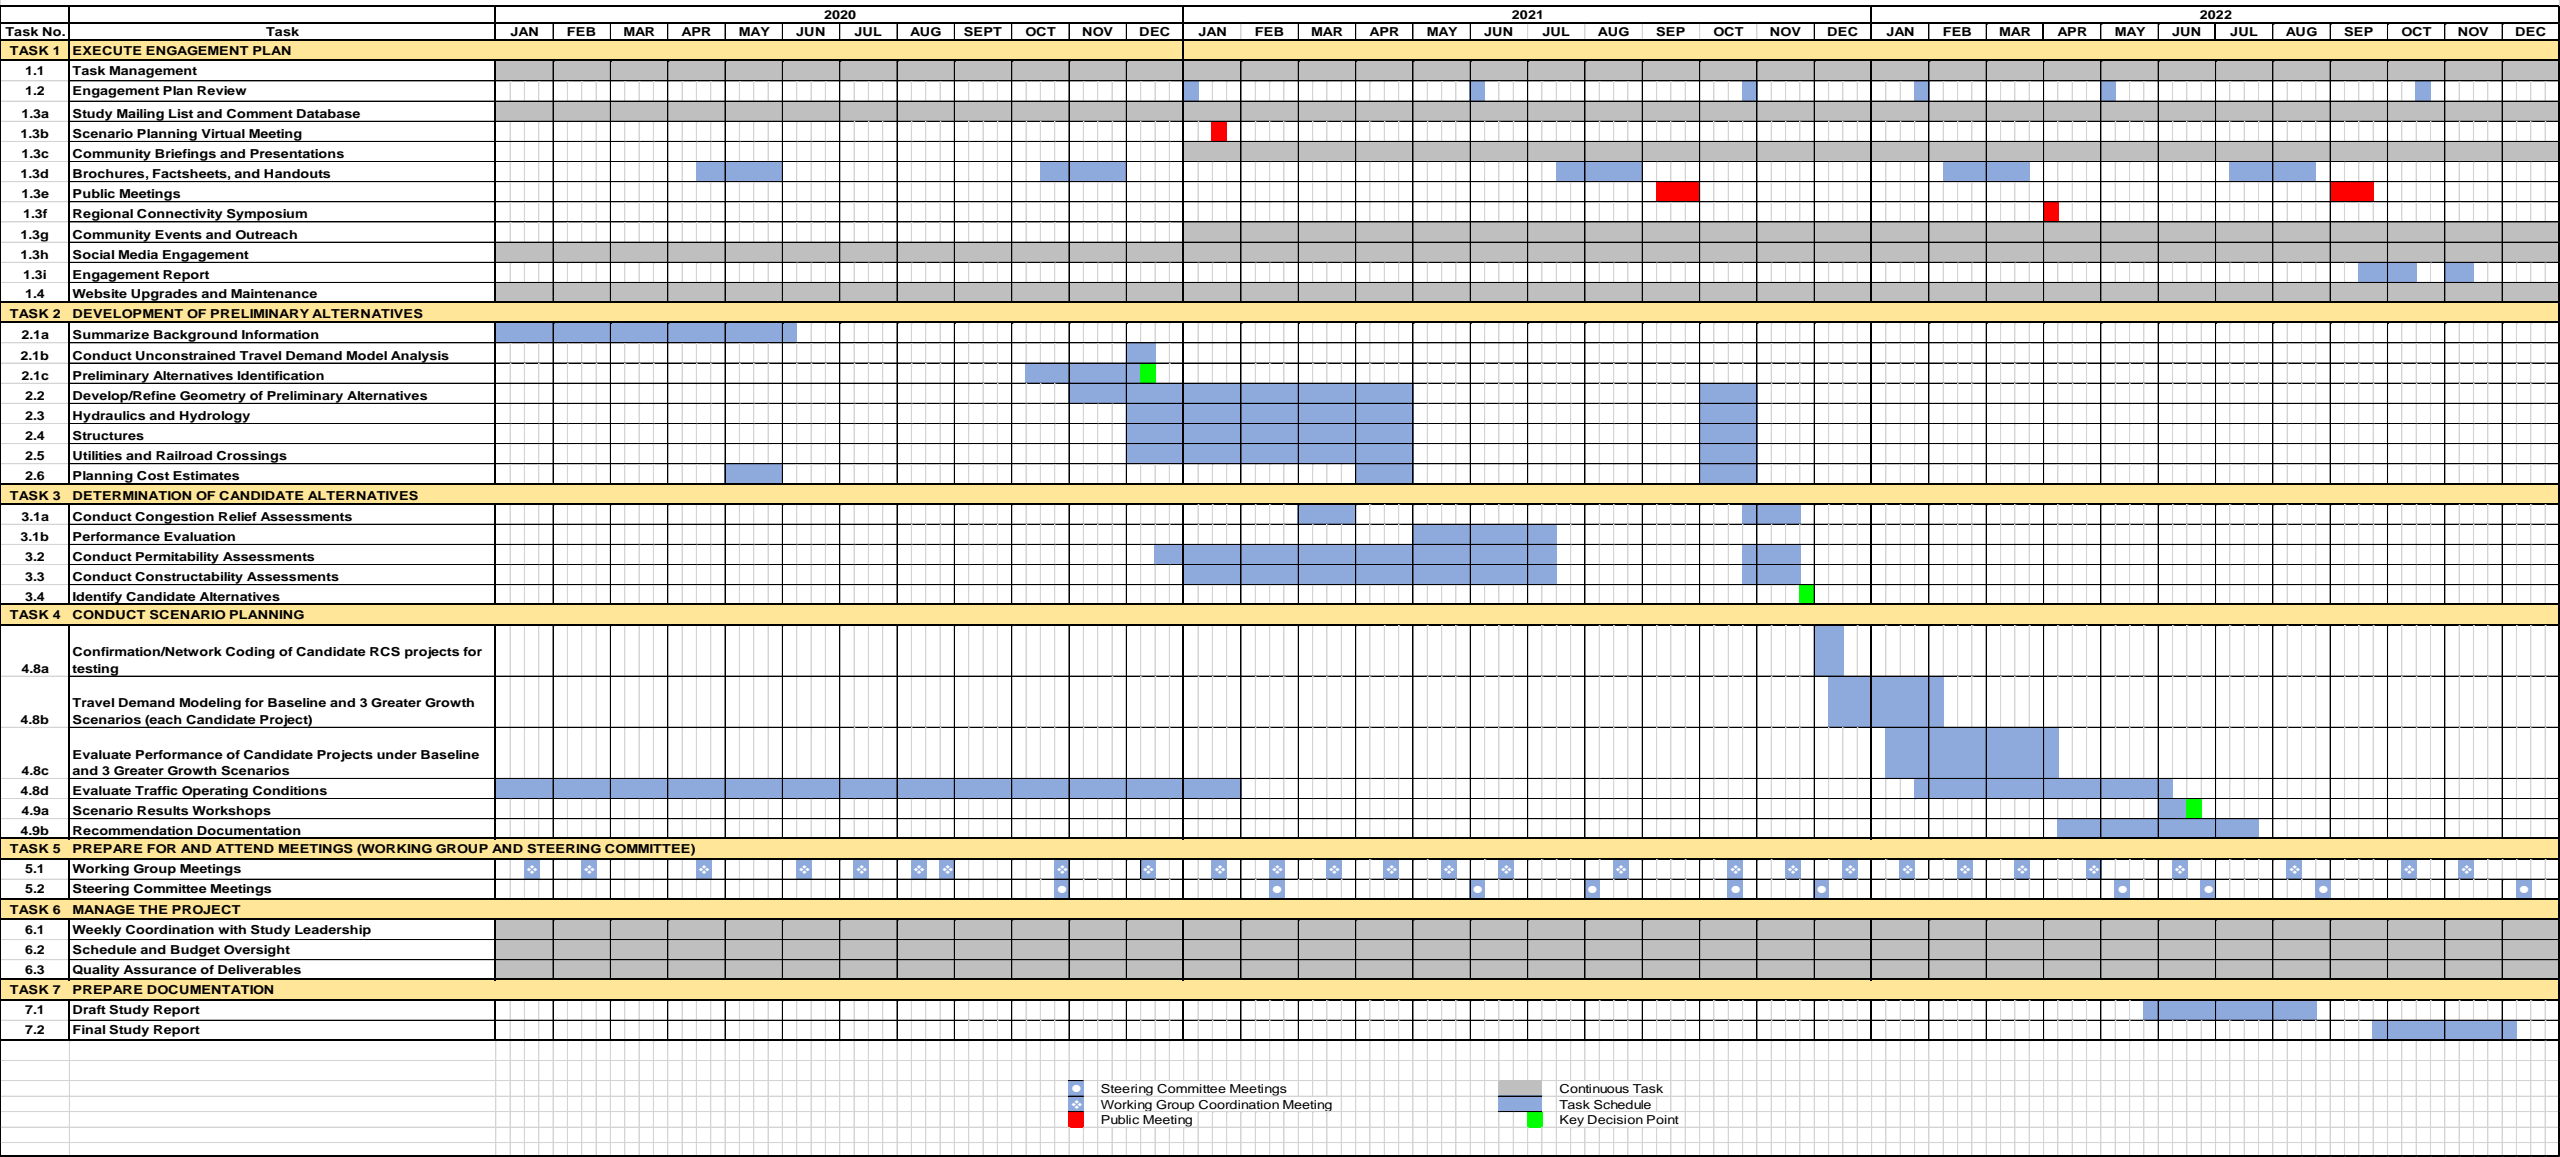 2020 2021 2022
Task No. Task JAN FEB MAR APR MAY JUN JUL AUG SEPT OCT NOV DEC JAN FEB MAR APR MAY JUN JUL AUG SEP OCT NOV DEC JAN FEB MAR APR MAY JUN JUL AUG SEP OCT NOV DEC
TASK 1 EXECUTE ENGAGEMENT PLAN
1.1 Task Management
1.2 Engagement Plan Review
1.3a Study Mailing List and Comment Database
1.3b Scenario Planning Virtual Meeting
1.3c Community Briefings and Presentations
1.3d Brochures, Factsheets, and Handouts
1.3e Public Meetings
1.3f Regional Connectivity Symposium
1.3g Community Events and Outreach
1.3h Social Media Engagement
1.3i Engagement Report
1.4 Website Upgrades and Maintenance
TASK 2 DEVELOPMENT OF PRELIMINARY ALTERNATIVES
2.1a Summarize Background Information
2.1b Conduct Unconstrained Travel Demand Model Analysis
2.1c Preliminary Alternatives Identification
2.2 Develop/Refine Geometry of Preliminary Alternatives
2.3 Hydraulics and Hydrology
2.4 Structures
2.5 Utilities and Railroad Crossings
2.6 Planning Cost Estimates
TASK 3 DETERMINATION OF CANDIDATE ALTERNATIVES
3.1a Conduct Congestion Relief Assessments
3.1b Performance Evaluation
3.2 Conduct Permitability Assessments
3.3 Conduct Constructability Assessments
3.4 Identify Candidate Alternatives
TASK 4 CONDUCT SCENARIO PLANNING
Confirmation/Network Coding of Candidate RCS projects for
4.8a testing
Travel Demand Modeling for Baseline and 3 Greater Growth
4.8b Scenarios (each Candidate Project)
Evaluate Performance of Candidate Projects under Baseline
4.8c and 3 Greater Growth Scenarios
4.8d Evaluate Traffic Operating Conditions
4.9a Scenario Results Workshops
4.9b Recommendation Documentation
TASK 5 PREPARE FOR AND ATTEND MEETINGS (WORKING GROUP AND STEERING COMMITTEE)
5.1 Working Group Meetings
5.2 Steering Committee Meetings
TASK 6 MANAGE THE PROJECT
6.1 Weekly Coordination with Study Leadership
6.2 Schedule and Budget Oversight
6.3 Quality Assurance of Deliverables
TASK 7 PREPARE DOCUMENTATION
7.1 Draft Study Report
7.2 Final Study Report
Steering Committee Meetings Continuous Task
Working Group Coordination Meeting Task Schedule
Public Meeting Key Decision Point